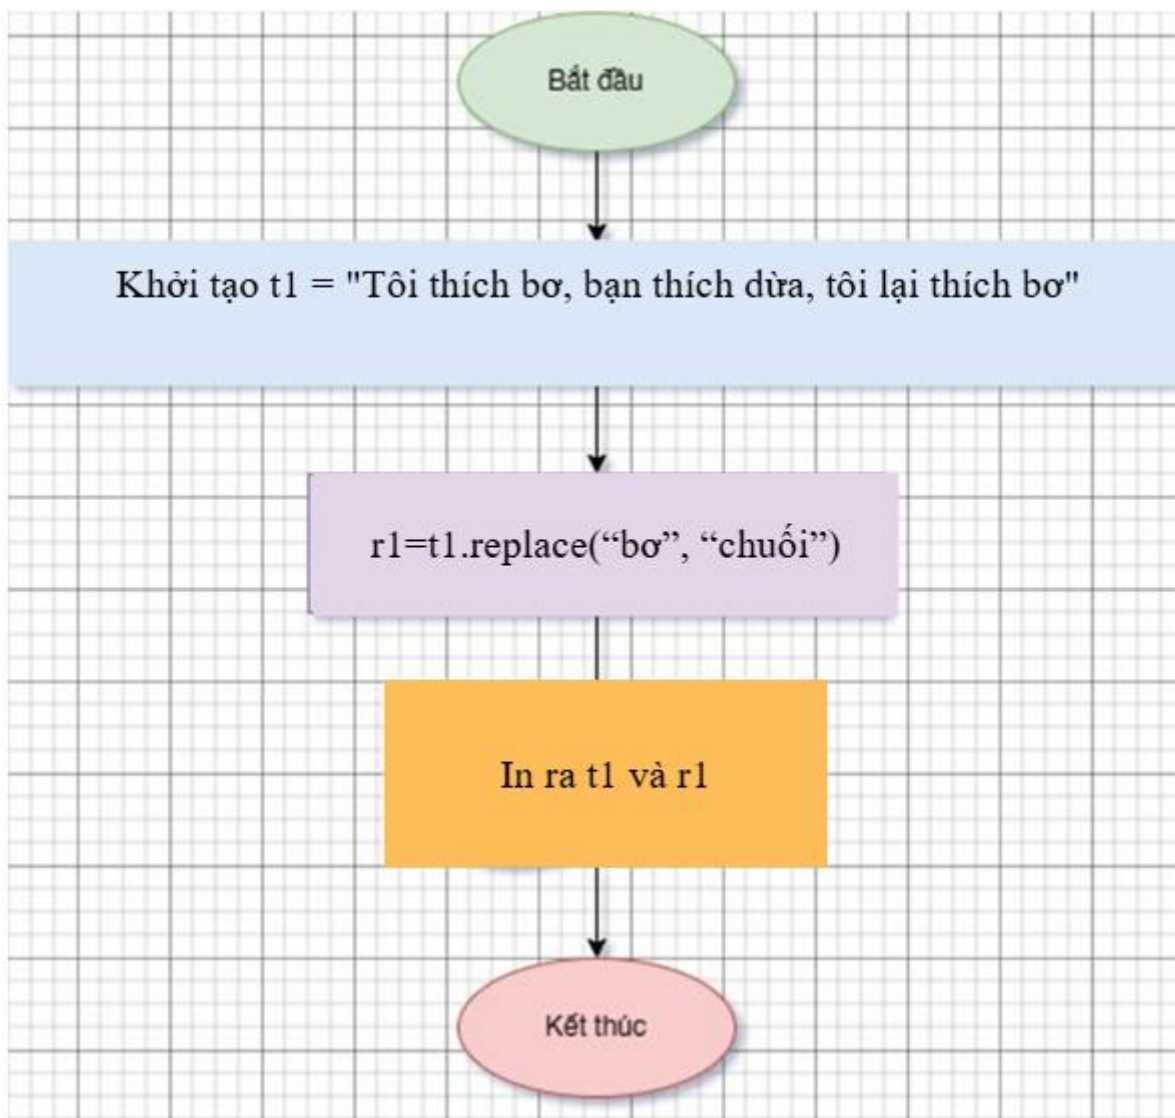 Bắt đầu
Khởi tạo t1 = "Tôi thích bơ, bạn thích dừa, tôi lại thích bơ"
r1=t1.replace(“bơ”, “chuối”)
In ra t1 và r1
Kết thúc